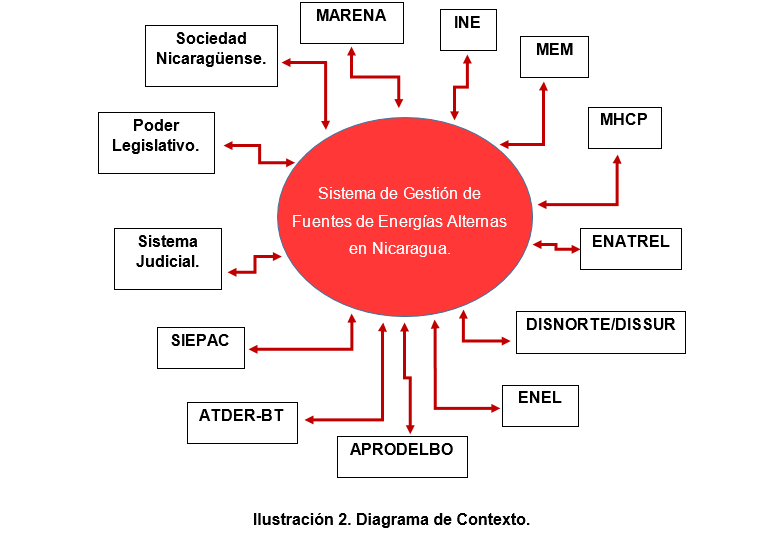 MARENA
INE
Sociedad
Nicaragüense.
MEM
MHCP
Poder
Legislativo.
Sistema de Gestión de
Fuentes de Energías Alternas
en Nicaragua.
Sistema
Judicial.
ENATREL
DISNORTE/DISSUR
SIEPAC
ENEL
ATDER-BT
APRODELBO
Ilustración 2. Diagrama de Contexto.